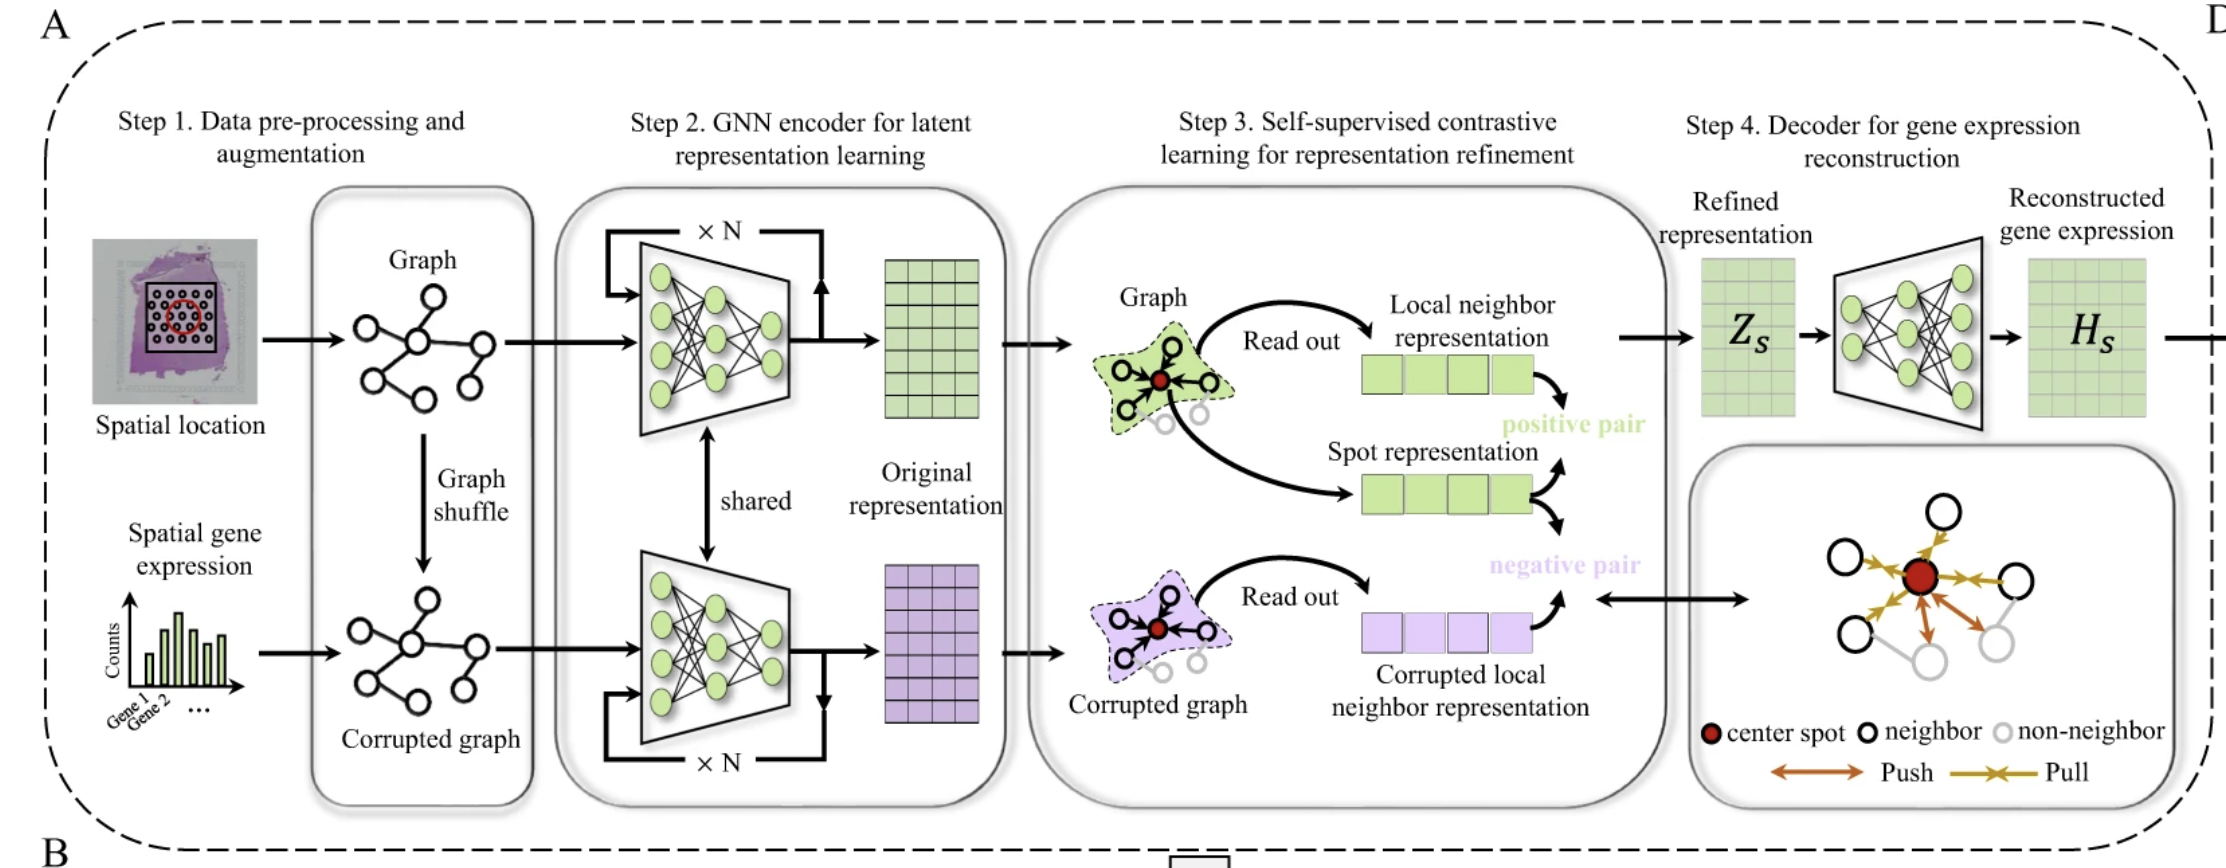 A
D
Step 1. Data pre-processing and
augmentation
Step 2. GNN encoder for latent
representation learning
Step 3. Self-supervised contrastive
learning for representation refinement
Step 4. Decoder for gene expression
reconstruction
Spatial location
Spatial gene
expression
Counts
Gene 1
Gene 2
...
Graph
Graph
shuffle
Corrupted graph
× N
shared
× N
Original
representation
Graph
Read out
Local neighbor
representation
positive pair
Spot representation
negative pair
Read out
Corrupted graph
Corrupted local
neighbor representation
Refined
representation
Zs
Reconstructed
gene expression
Hs
center spot
neighbor
non-neighbor
Push
Pull
B